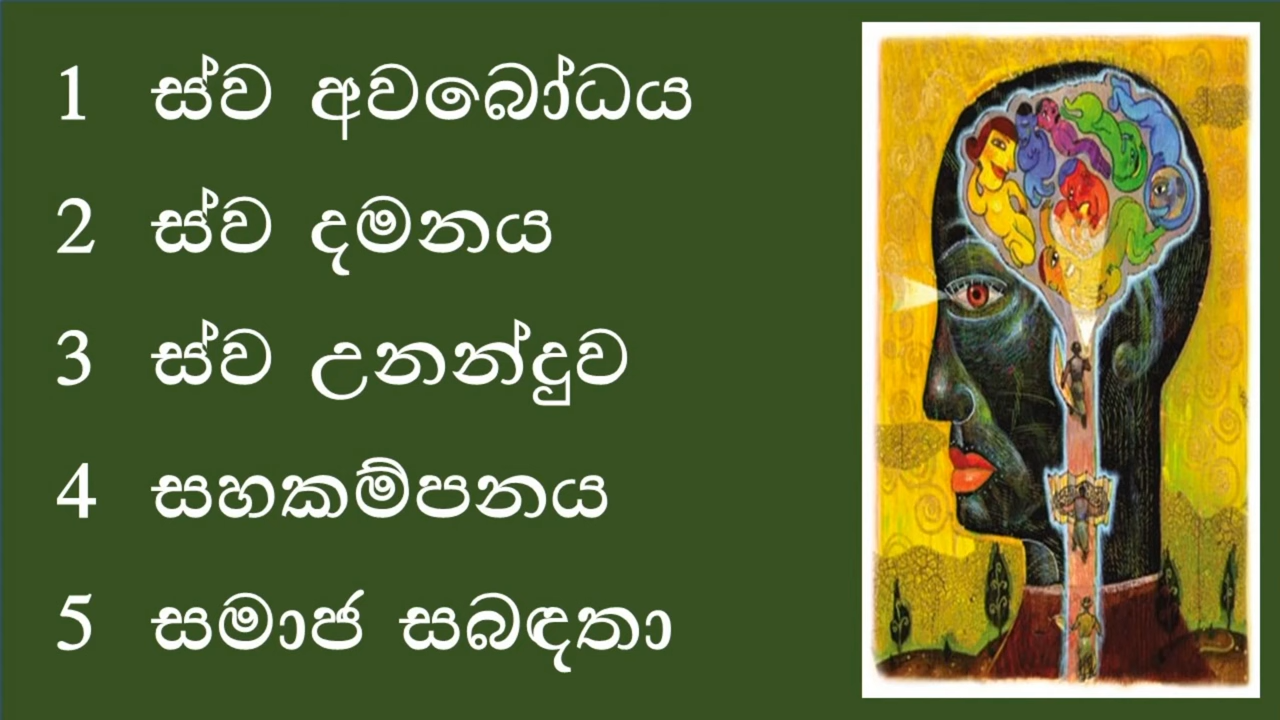 1 ස්ව අවබෝධය
2 ස්ව දමනය
3 ස්ව උනන්දුව
4 සහකම්පනය
5 සමාජ සබඳතා